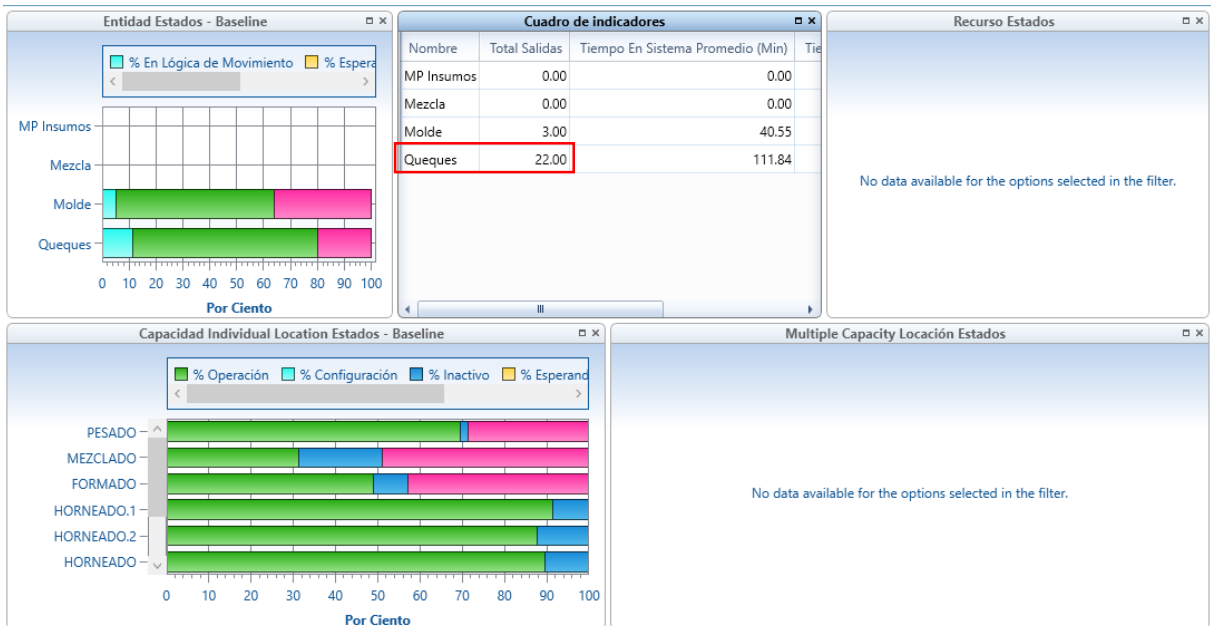 Entidad Estados - Baseline
% En Lógica de Movimiento % Espera
MP Insumos
Mezcla
Molde
Queques
0 10 20 30 40 50 60 70 80 90 100
Por Ciento
Cuadro de indicadores
Nombre Total Salidas Tiempo En Sistema Promedio (Min) Tie
MP Insumos 0.00 0.00
Mezcla 0.00 0.00
Molde 3.00 40.55
Queques 22.00 111.84
Recurso Estados
No data available for the options selected in the filter.
Capacidad Individual Location Estados - Baseline
% Operación % Configuración % Inactivo % Esperand
PESADO
MEZCLADO
FORMADO
HORNEADO.1
HORNEADO.2
HORNEADO
0 10 20 30 40 50 60 70 80 90 100
Por Ciento
Multiple Capacity Locación Estados
No data available for the options selected in the filter.